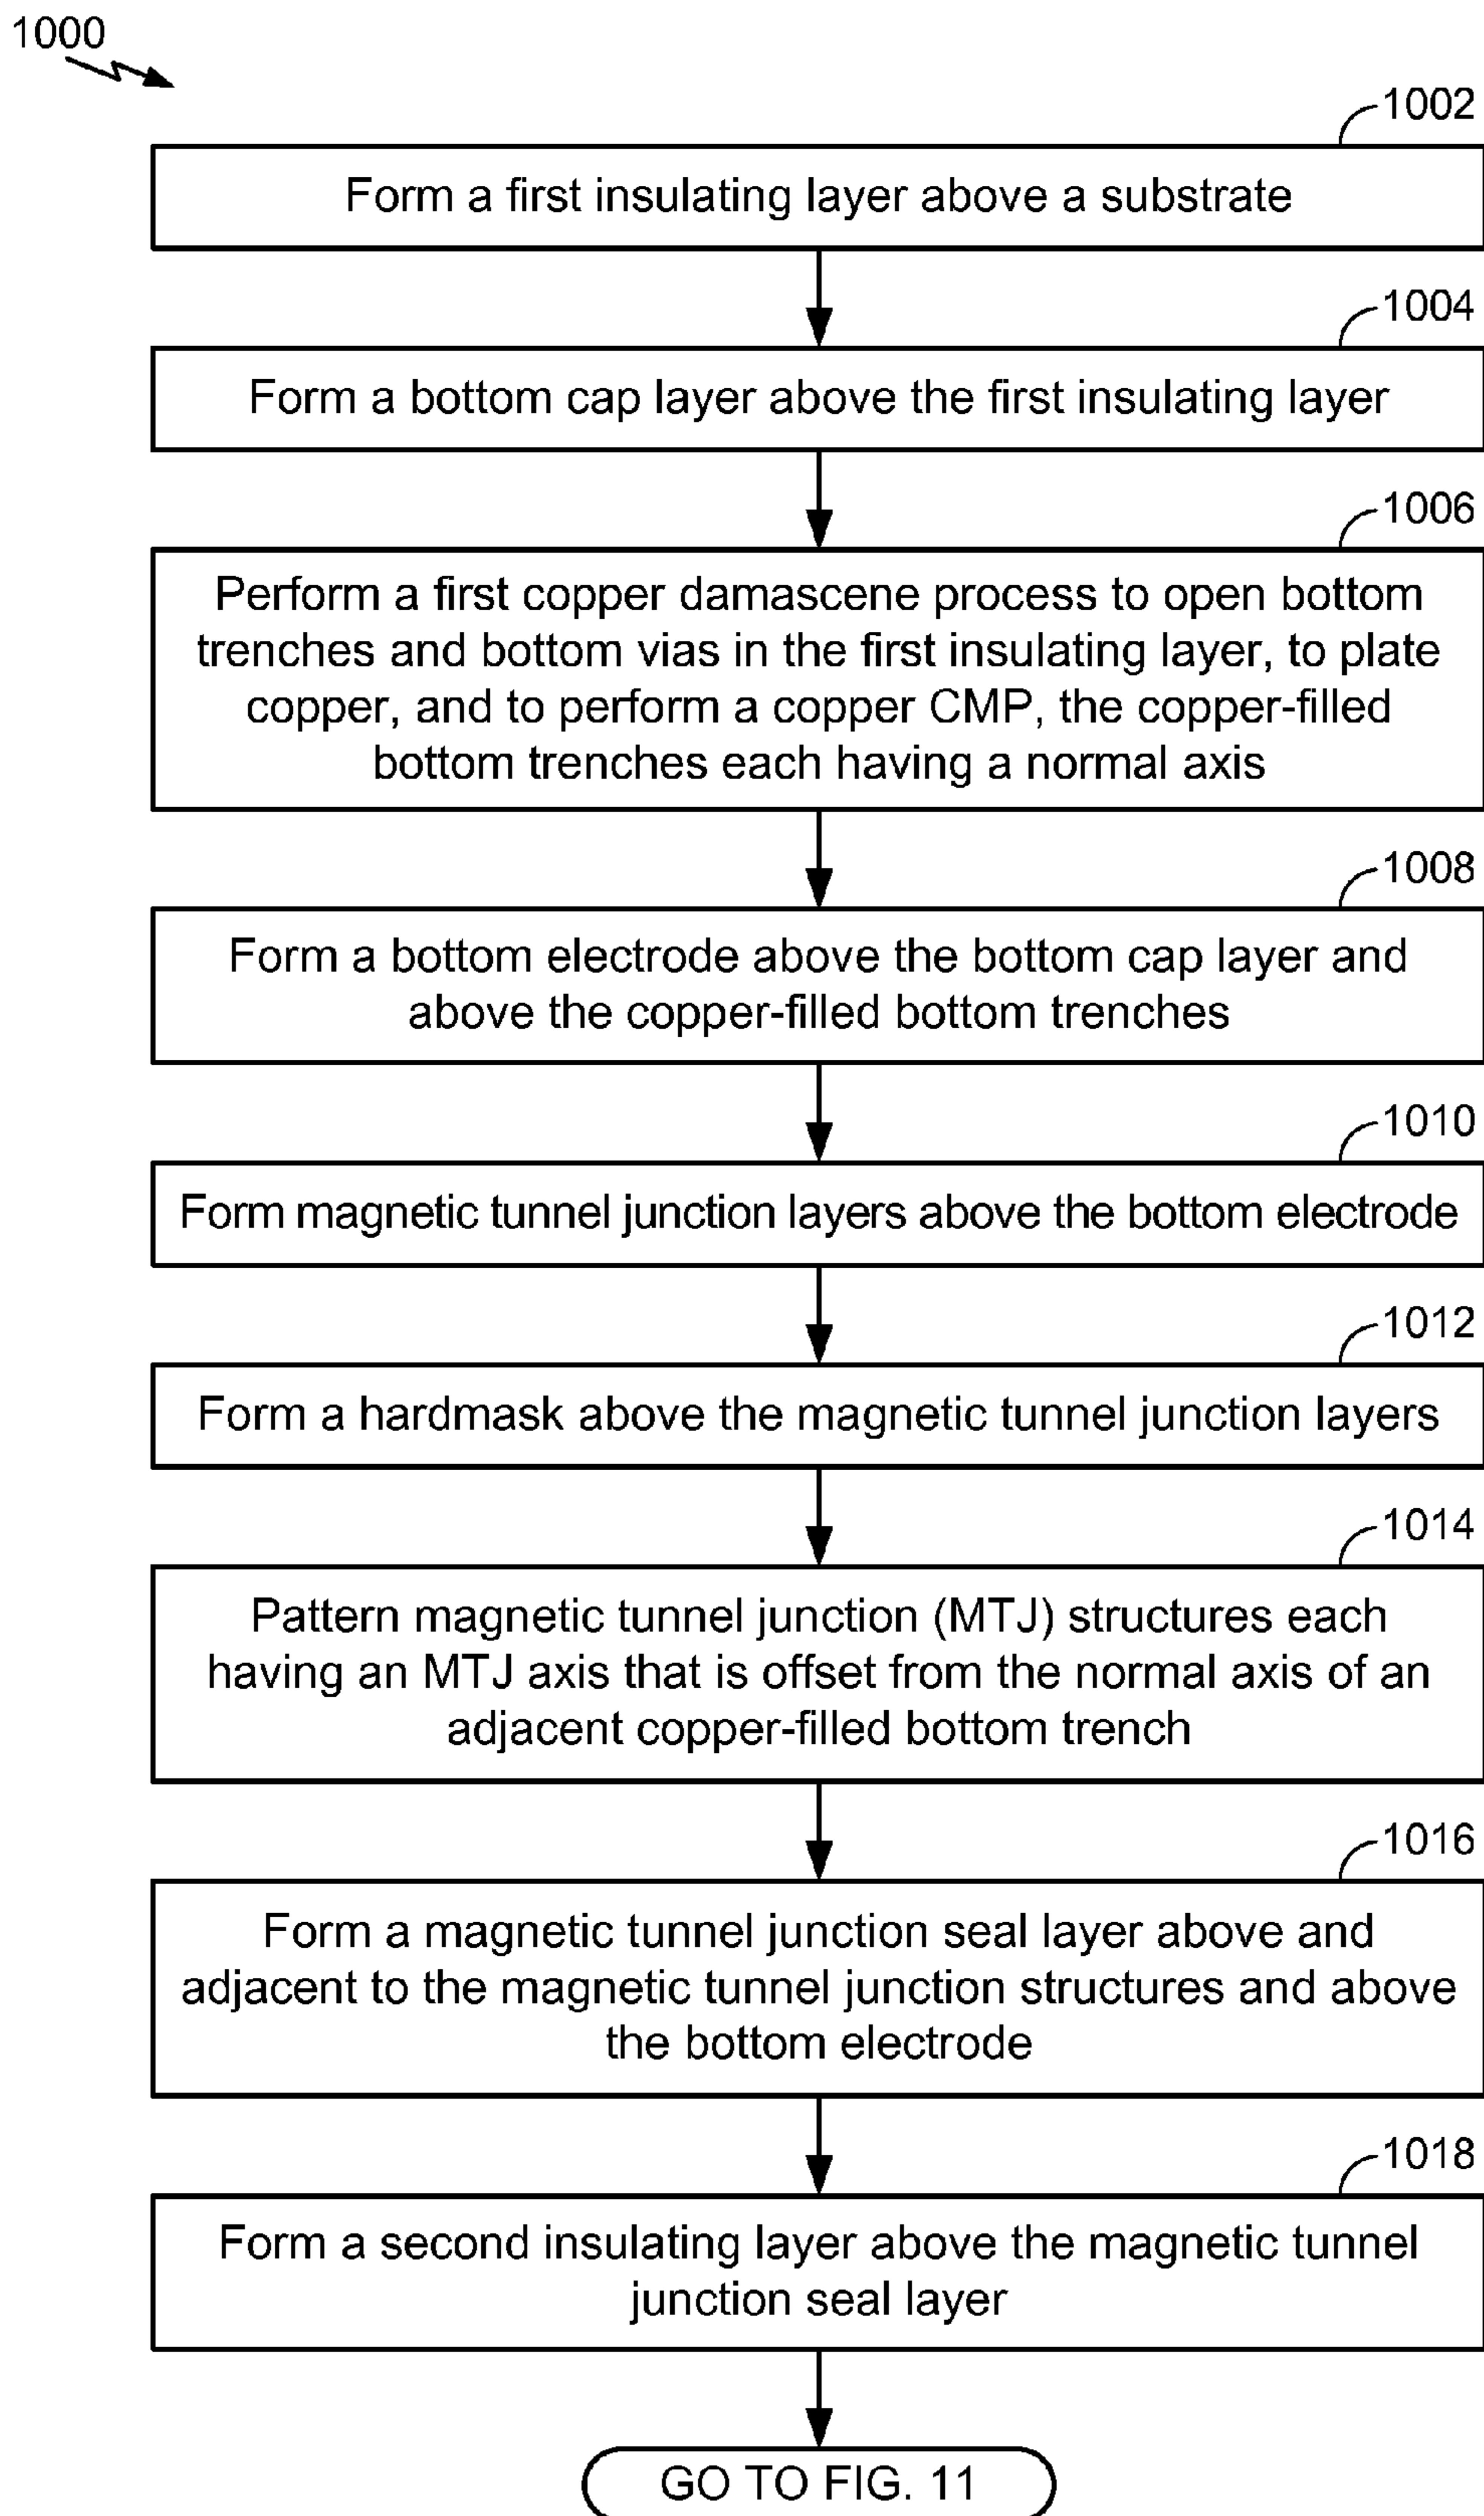 1000
1002
Form a first insulating layer above a substrate
1004
Form a bottom cap layer above the first insulating layer
1006
Perform a first copper damascene process to open bottom
trenches and bottom vias in the first insulating layer, to plate
copper, and to perform a copper CMP, the copper-filled
bottom trenches each having a normal axis
1008
Form a bottom electrode above the bottom cap layer and
above the copper-filled bottom trenches
1010
Form magnetic tunnel junction layers above the bottom electrode
1012
Form a hardmask above the magnetic tunnel junction layers
1014
Pattern magnetic tunnel junction (MTJ) structures each
having an MTJ axis that is offset from the normal axis of an
adjacent copper-filled bottom trench
1016
Form a magnetic tunnel junction seal layer above and
adjacent to the magnetic tunnel junction structures and above
the bottom electrode
1018
Form a second insulating layer above the magnetic tunnel
junction seal layer
GO TO FIG. 11